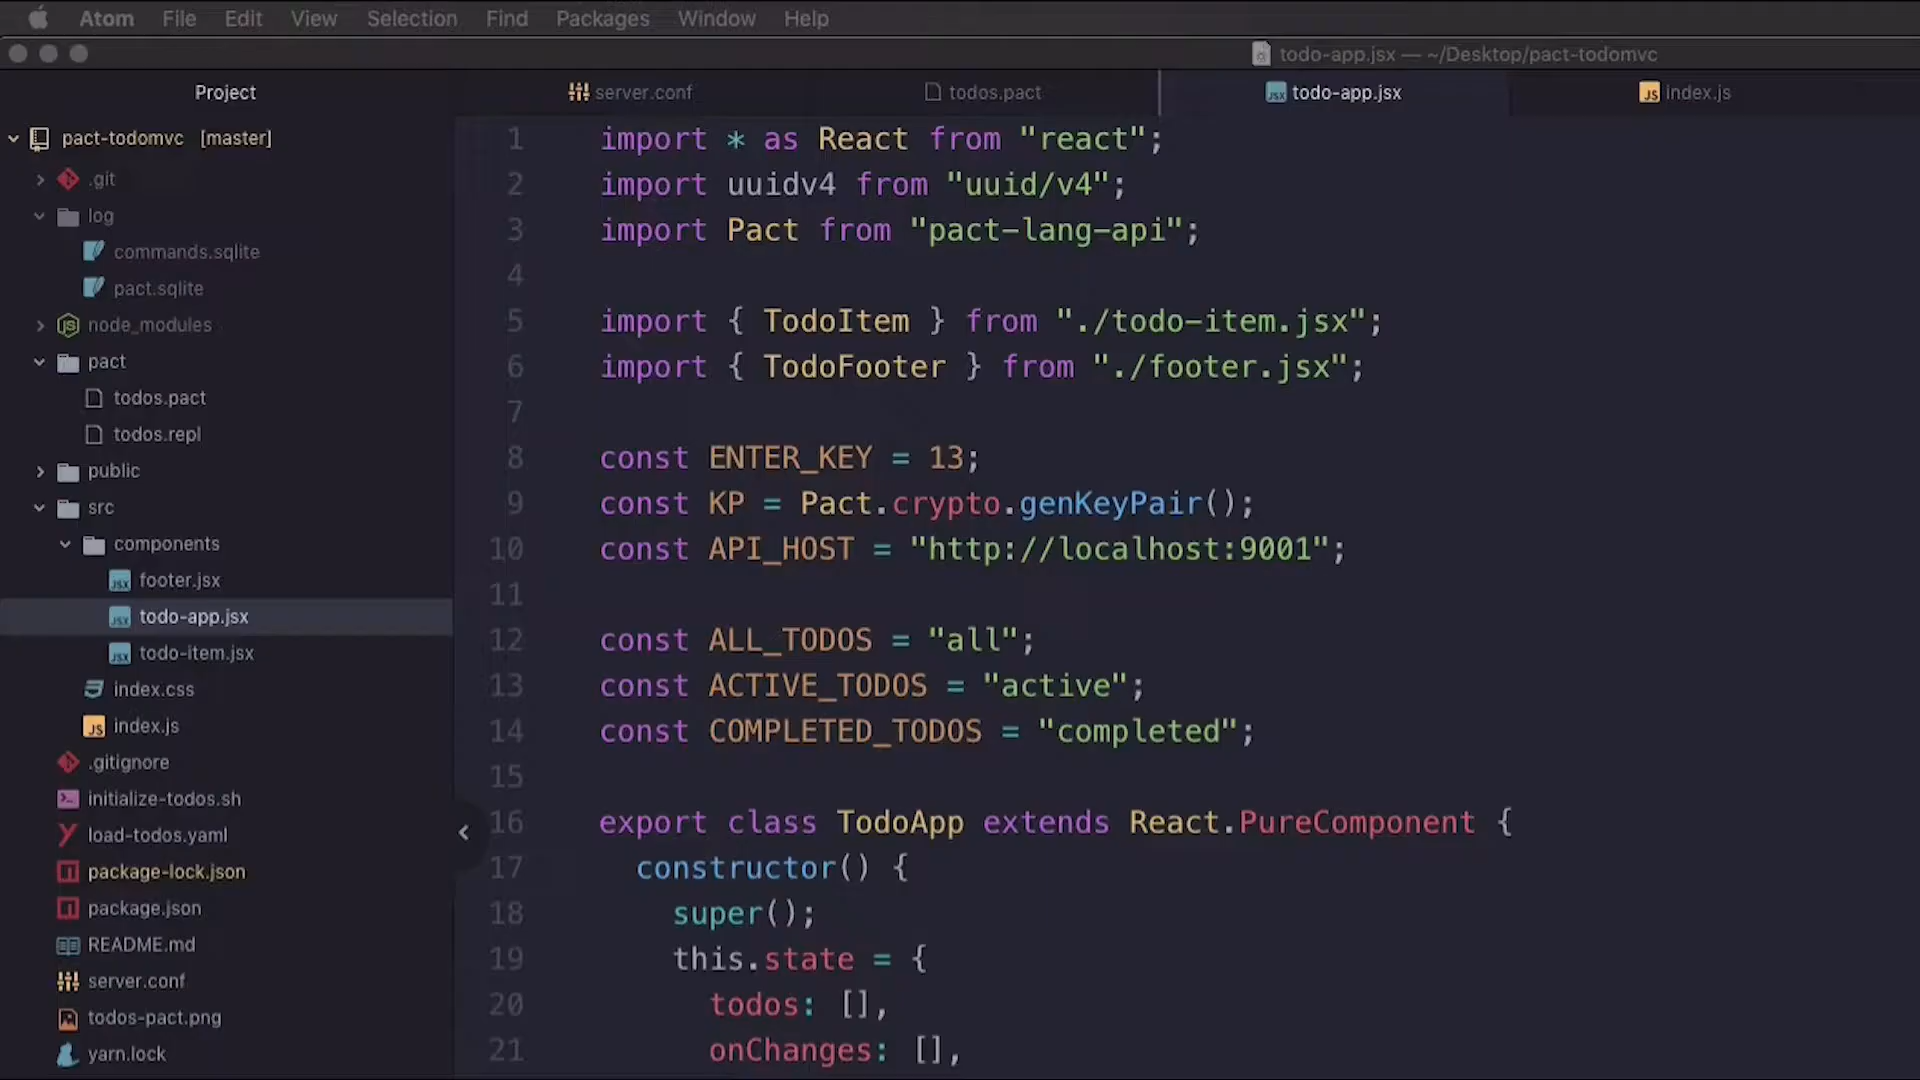 Atom File Edit View Selection Find Packages Window Help
todo-app.jsx — ~/Desktop/pact-todomvc
Project
server.conf
todos.pact
todo-app.jsx
index.js
pact-todomvc [master]
.git
log
commands.sqlite
pact.sqlite
node_modules
pact
todos.pact
todos.repl
public
src
components
footer.jsx
todo-app.jsx
todo-item.jsx
index.css
index.js
.gitignore
initialize-todos.sh
load-todos.yaml
package-lock.json
package.json
README.md
server.conf
todos-pact.png
yarn.lock
1 import * as React from "react";
2 import uuidv4 from "uuid/v4";
3 import Pact from "pact-lang-api";
4
5 import { TodoItem } from "./todo-item.jsx";
6 import { TodoFooter } from "./footer.jsx";
7
8 const ENTER_KEY = 13;
9 const KP = Pact.crypto.genKeyPair();
10 const API_HOST = "http://localhost:9001";
11
12 const ALL_TODOS = "all";
13 const ACTIVE_TODOS = "active";
14 const COMPLETED_TODOS = "completed";
15
16 export class TodoApp extends React.PureComponent {
17 constructor() {
18 super();
19 this.state = {
20 todos: [],
21 onChanges: [],